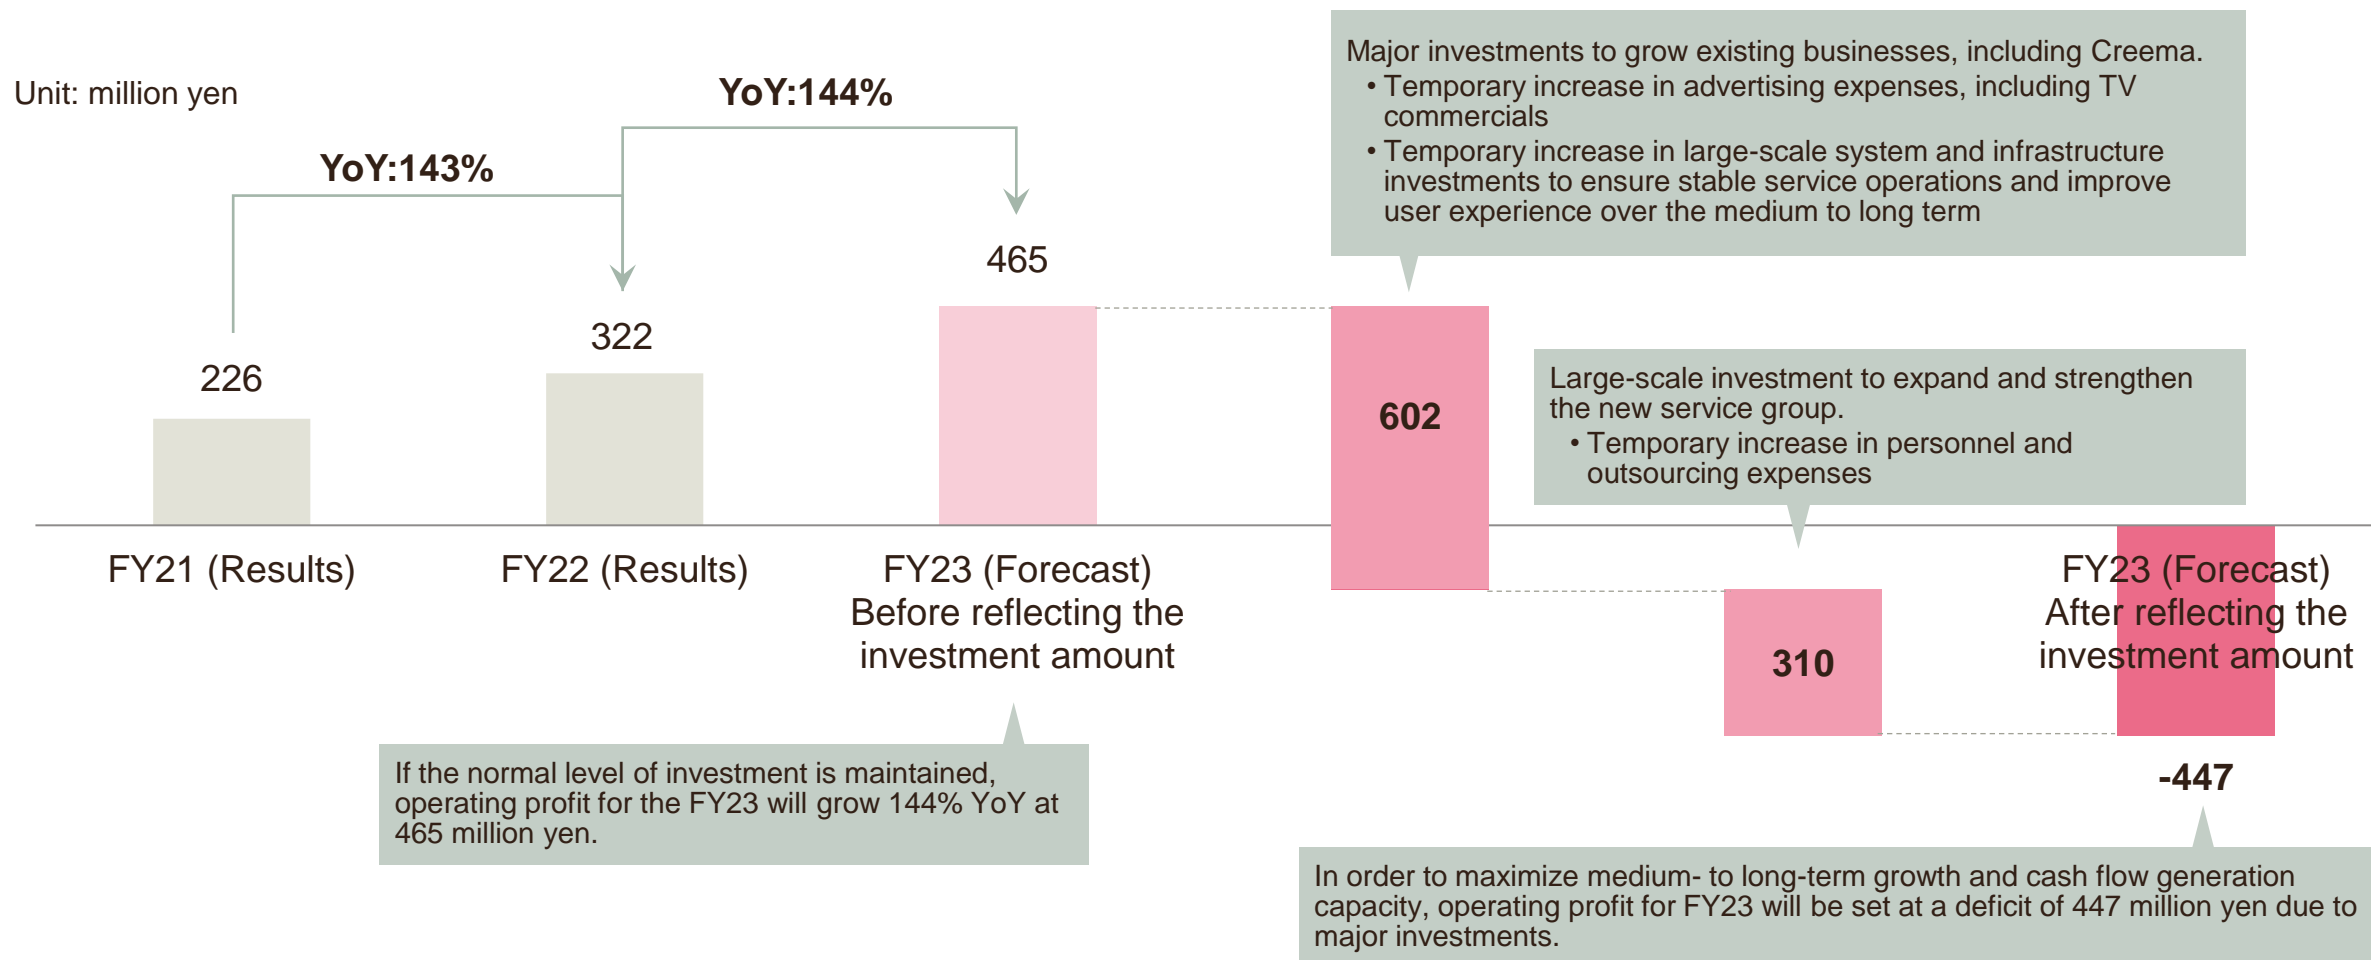 Unit: million yen
YoY:143%
YoY:144%
226
322
465
602
310
-447
FY21 (Results)
FY22 (Results)
FY23 (Forecast)
Before reflecting the
investment amount
FY23 (Forecast)
After reflecting the
investment amount
Major investments to grow existing businesses, including Creema.
• Temporary increase in advertising expenses, including TV
commercials
• Temporary increase in large-scale system and infrastructure
investments to ensure stable service operations and improve
user experience over the medium to long term
Large-scale investment to expand and strengthen
the new service group.
• Temporary increase in personnel and
outsourcing expenses
If the normal level of investment is maintained,
operating profit for the FY23 will grow 144% YoY at
465 million yen.
In order to maximize medium- to long-term growth and cash flow generation
capacity, operating profit for FY23 will be set at a deficit of 447 million yen due to
major investments.